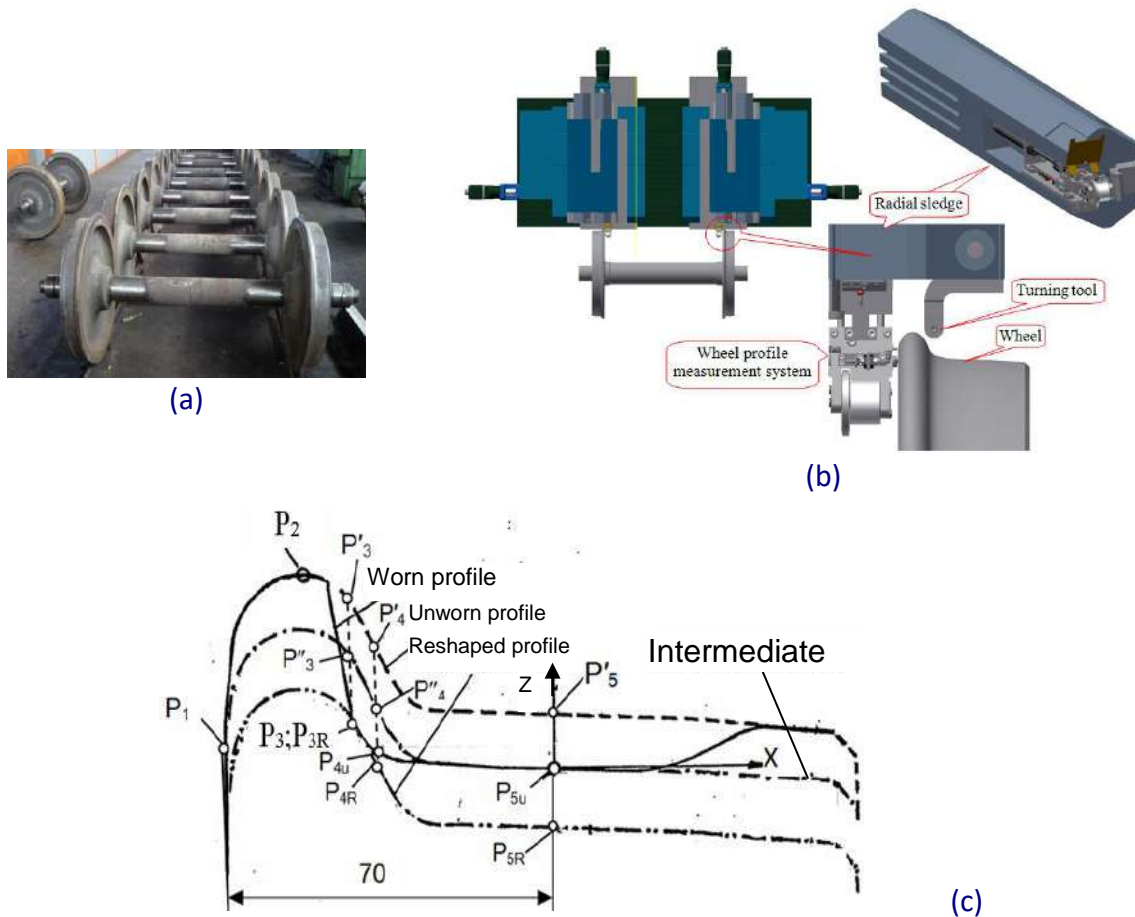 (a)
Radial sledge
Turning tool
Wheel profile
measurement system
Wheel
(b)
P₂
P'₃
Worn profile
P'₄ Unworn profile
Reshaped profile
Intermediate
P"₃
Z
P'₅
P"₄
P₁
P₃;P₃R
P₄u
X
P₄R
P₅u
P₅R
70
(c)